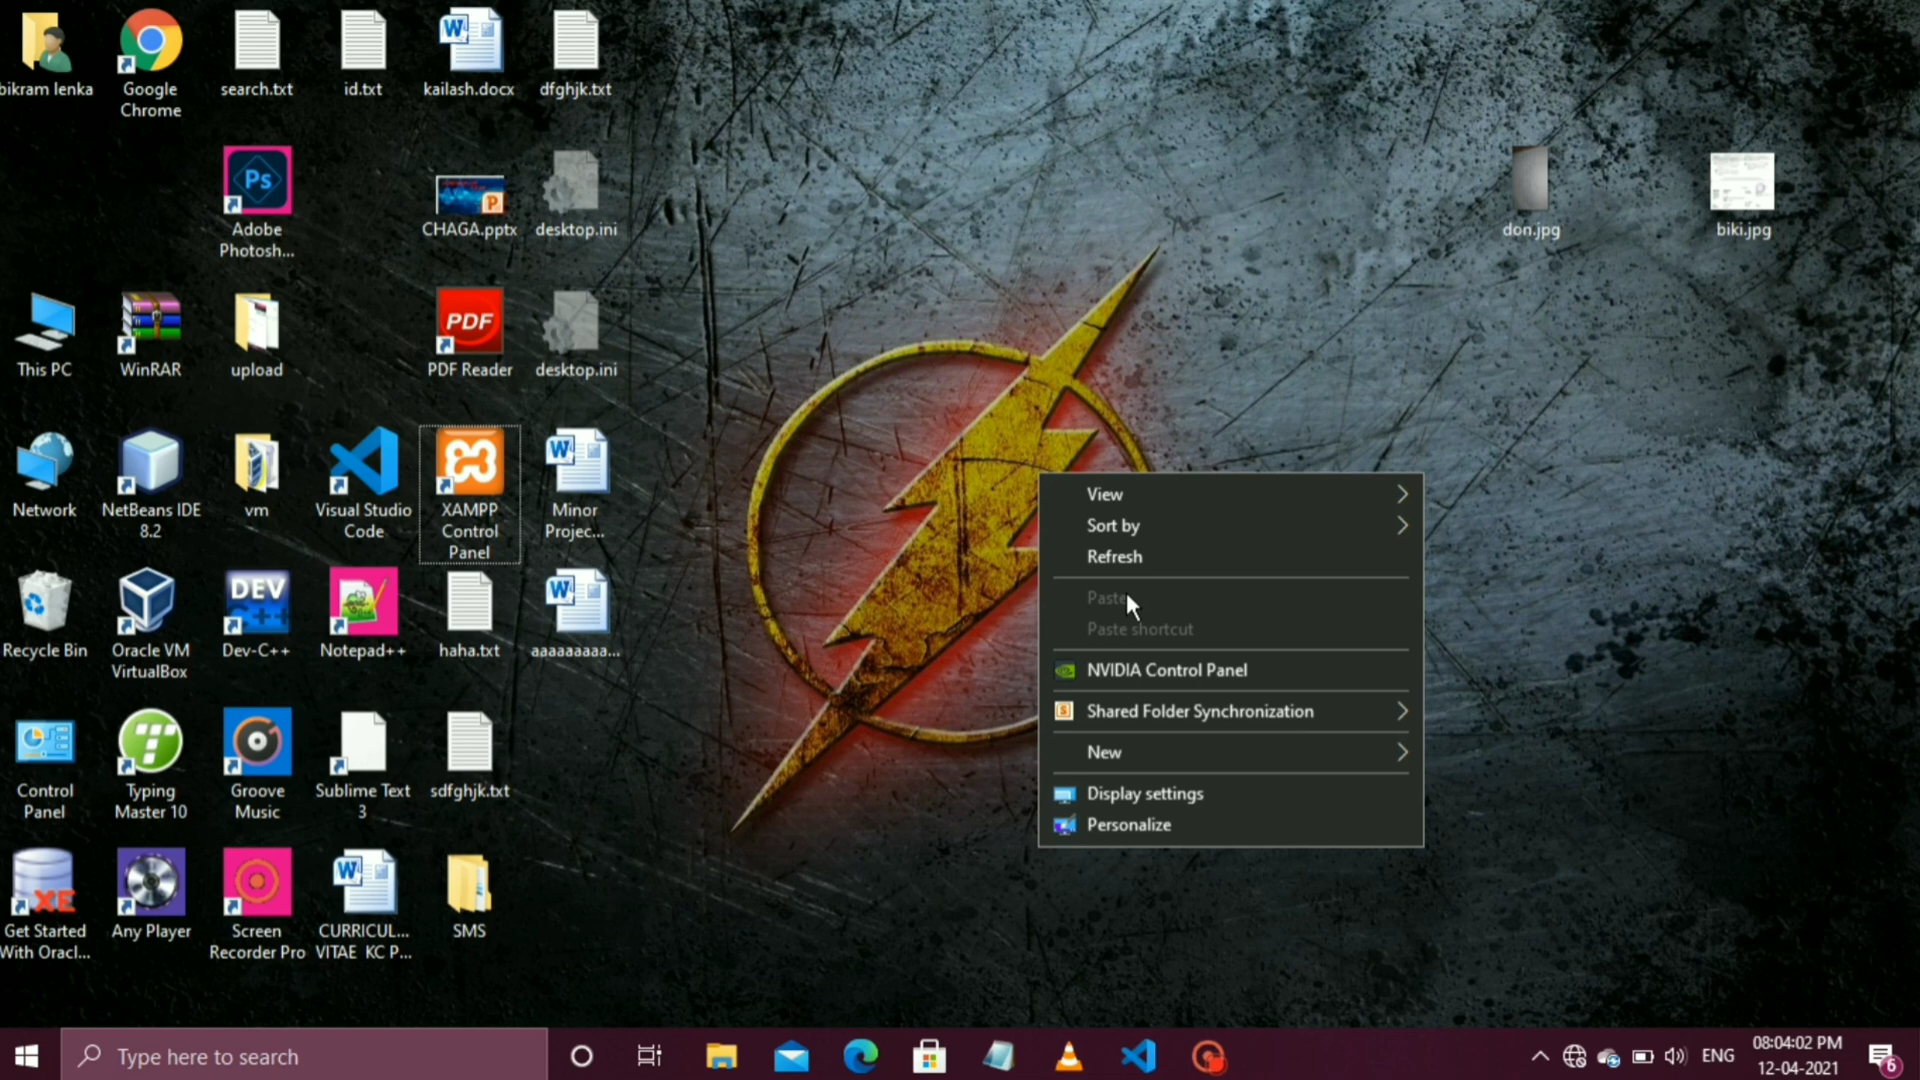 bikram lenka
Google
Chrome
search.txt
id.txt
W
kailash.docx
dfghjk.txt
Ps
Adobe
Photosh...
P
CHAGA.pptx
desktop.ini
don.jpg
biki.jpg
This PC
WinRAR
upload
PDF
PDF Reader
desktop.ini
Network
NetBeans IDE
8.2
vm
Visual Studio
Code
XAMPP
Control
Panel
W
Minor
Projec...
Recycle Bin
Oracle VM
VirtualBox
DEV
C++
Dev-C++
Notepad++
haha.txt
W
aaaaaaaaa...
Control
Panel
Typing
Master 10
Groove
Music
Sublime Text
3
sdfghjk.txt
XE
Get Started
With Oracl...
Any Player
Screen
Recorder Pro
W
CURRICUL...
VITAE KC P...
SMS
View
Sort by
Refresh
Paste
Paste shortcut
NVIDIA Control Panel
S
Shared Folder Synchronization
New
Display settings
Personalize
Type here to search
ENG
08:04:02 PM
12-04-2021
6